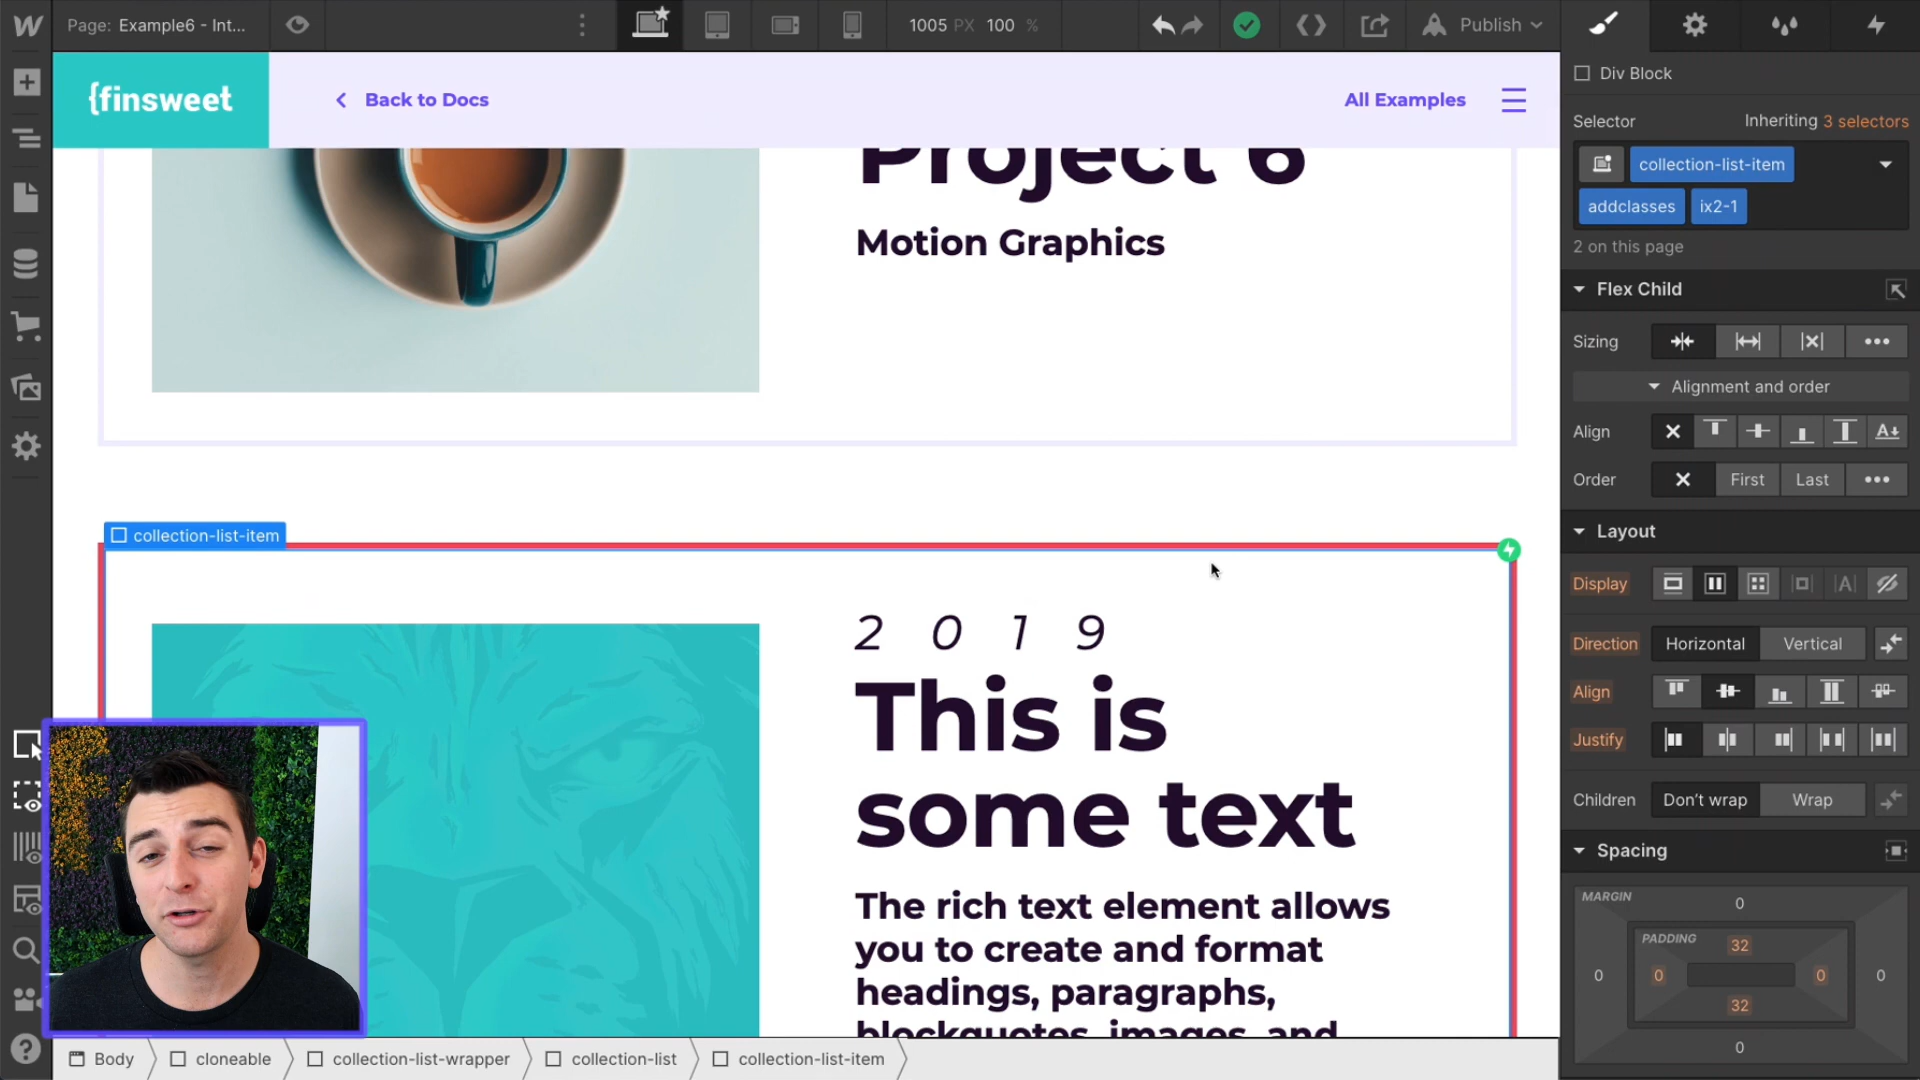 Page: Example6 - Int...
1005 PX 100 %
Publish
{finsweet
Back to Docs
All Examples
Project 6
Motion Graphics
collection-list-item
2019
This is
some text
The rich text element allows
you to create and format
headings, paragraphs,
blockquotes, images, and
Body
cloneable
collection-list-wrapper
collection-list
collection-list-item
Div Block
Selector
Inheriting 3 selectors
collection-list-item
addclasses
ix2-1
2 on this page
Flex Child
Sizing
Alignment and order
Align
Order
First
Last
Layout
Display
Direction
Horizontal
Vertical
Align
Justify
Children
Don't wrap
Wrap
Spacing
MARGIN
0
PADDING
32
0
0
0
0
32
0